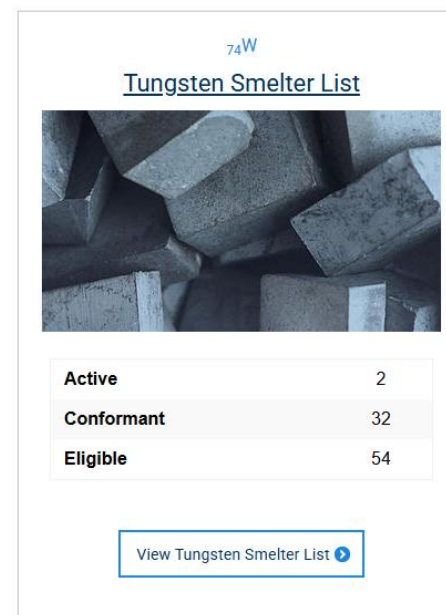 74W
Tungsten Smelter List
Active 2
Conformant 32
Eligible 54
View Tungsten Smelter List